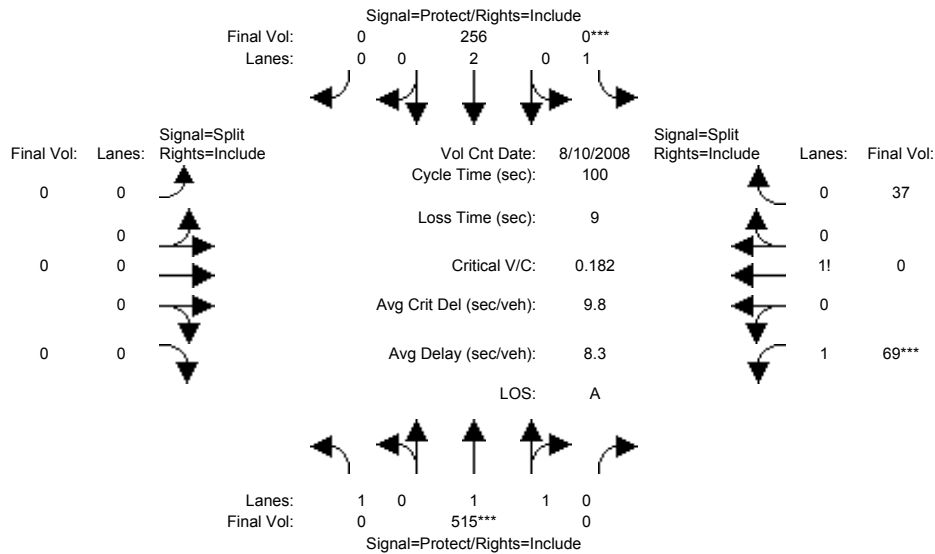 Signal=Protect/Rights=Include
Final Vol: 0 256 0***
Lanes: 0 0 2 0 1
Signal=Split Signal=Split
Final Vol: Lanes: Rights=Include Vol Cnt Date: 8/10/2008 Rights=Include Lanes: Final Vol:
Cycle Time (sec): 100
0 0 0 37
Loss Time (sec): 9
0 0
0 0 Critical V/C: 0.182 1! 0
0 Avg Crit Del (sec/veh): 9.8 0
0 0 Avg Delay (sec/veh): 8.3 1 69***
LOS: A
Lanes: 1 0 1 1 0
Final Vol: 0 515*** 0
Signal=Protect/Rights=Include